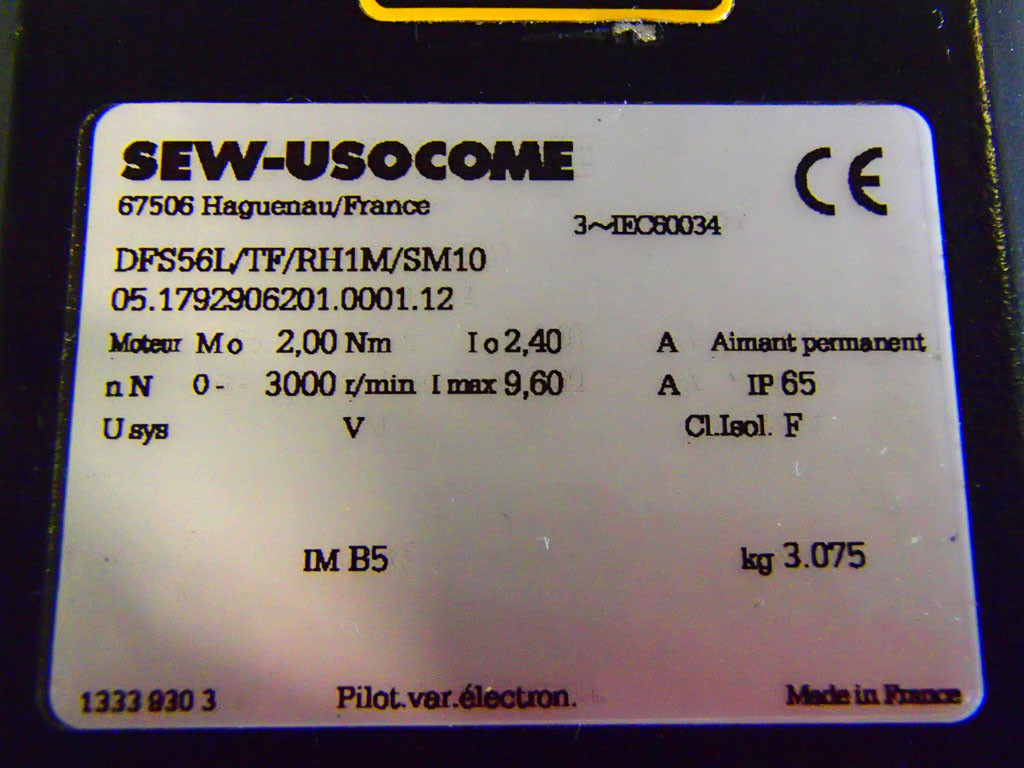 SEW-USOCOME
CE
67506 Haguenau/France
3~IEC60034
DFS56L/TF/RH1M/SM10
05.1792906201.0001.12
Moteur Mo 2,00 Nm Io 2,40 A Aimant permanent
nN 0- 3000 r/min I max 9,60 A IP 65
U sys V Cl.Isol. F
IM B5 kg 3.075
1333 930 3 Pilot.var.électron. Made in France